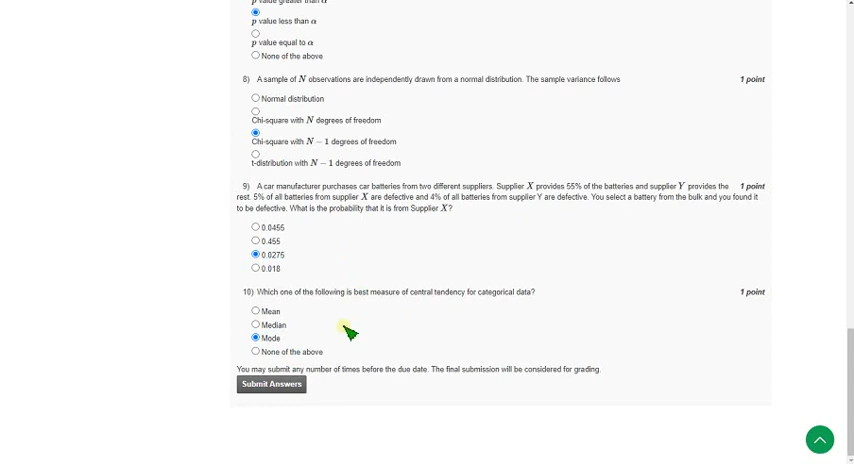 p value greater than α
p value less than α
p value equal to α
None of the above
8) A sample of N observations are independently drawn from a normal distribution. The sample variance follows 1 point
Normal distribution
Chi-square with N degrees of freedom
Chi-square with N − 1 degrees of freedom
t-distribution with N − 1 degrees of freedom
9) A car manufacturer purchases car batteries from two different suppliers. Supplier X provides 55% of the batteries and supplier Y provides the 1 point
rest. 5% of all batteries from supplier X are defective and 4% of all batteries from supplier Y are defective. You select a battery from the bulk and you found it
to be defective. What is the probability that it is from Supplier X?
0.0455
0.455
0.0275
0.018
10) Which one of the following is best measure of central tendency for categorical data? 1 point
Mean
Median
Mode
None of the above
You may submit any number of times before the due date. The final submission will be considered for grading.
Submit Answers